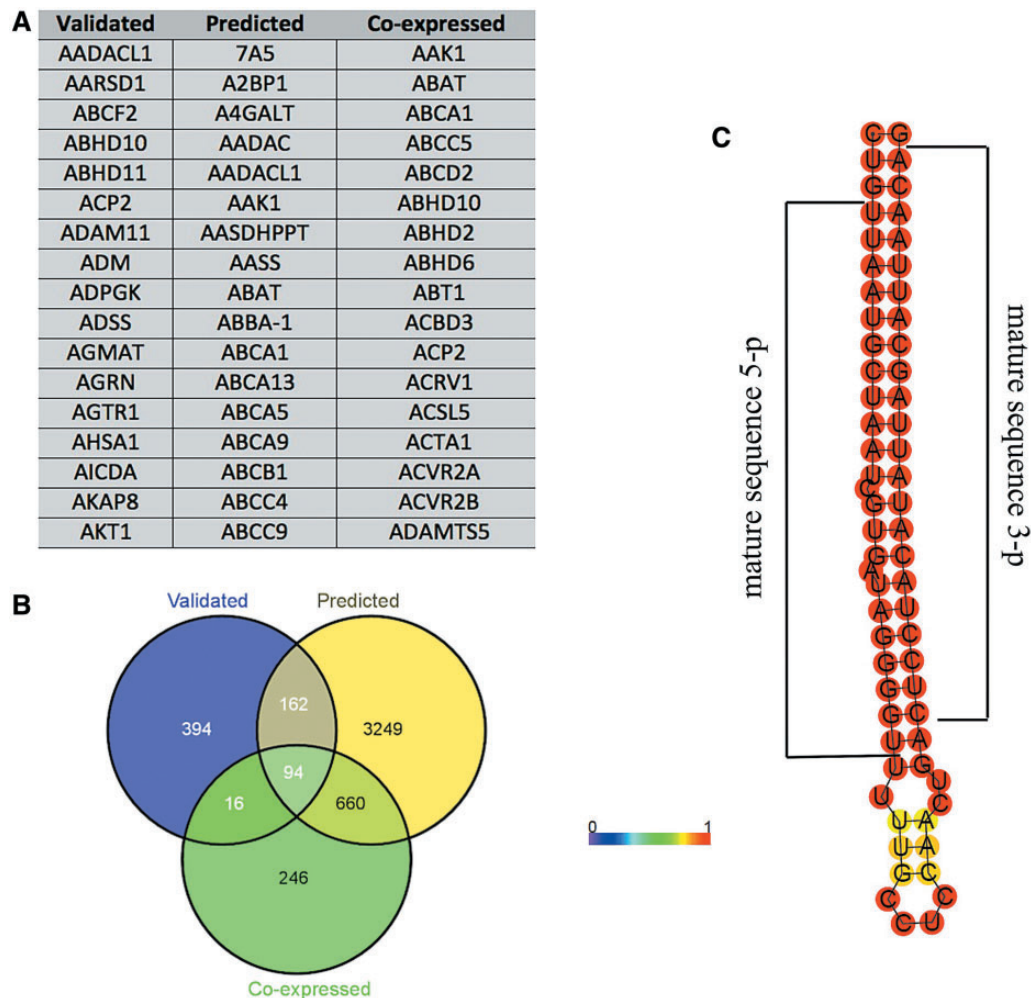 A
Validated Predicted Co-expressed
AADACL1 7A5 AAK1
AARSD1 A2BP1 ABAT
ABCF2 A4GALT ABCA1
ABHD10 AADAC ABCC5
ABHD11 AADACL1 ABCD2
ACP2 AAK1 ABHD10
ADAM11 AASDHPPT ABHD2
ADM AASS ABHD6
ADPGK ABAT ABT1
ADSS ABBA-1 ACBD3
AGMAT ABCA1 ACP2
AGRN ABCA13 ACRV1
AGTR1 ABCA5 ACSL5
AHSA1 ABCA9 ACTA1
AICDA ABCB1 ACVR2A
AKAP8 ABCC4 ACVR2B
AKT1 ABCC9 ADAMTS5
B
Validated
Predicted
394
162
3249
94
16
660
246
Co-expressed
0 1
C
mature sequence 5-p
mature sequence 3-p
C G
U A
G C
U A
U A
A U
A U
U A
G C
C G
U A
A U
A U
U A
C
G U
U A
G C
A
U A
A U
G C
G C
G U
G C
U A
U G
U U
C
U A
U A
G C
C C
C U